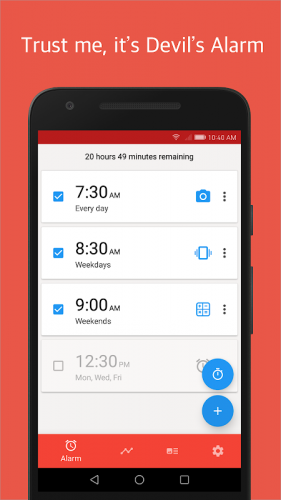 Trust me, it's Devil's Alarm
10:40 AM
20 hours 49 minutes remaining
7:30 AM
Every day
8:30 AM
Weekdays
9:00 AM
Weekends
12:30 PM
Mon, Wed, Fri
Alarm